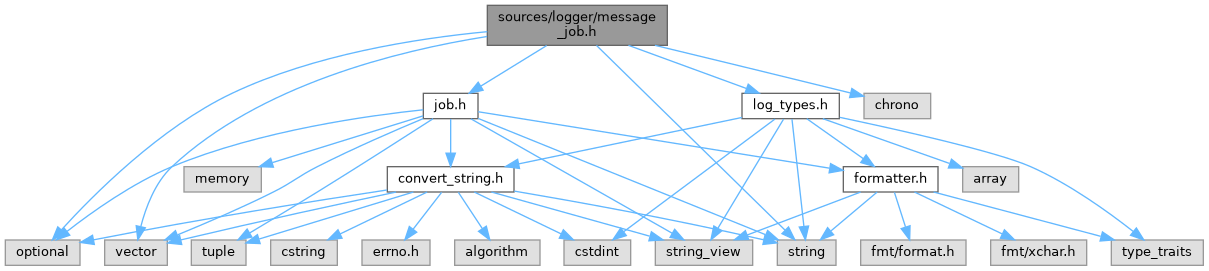 sources/logger/message
_job.h
job.h
log_types.h
chrono
memory
convert_string.h
formatter.h
array
optional
vector
tuple
cstring
errno.h
algorithm
cstdint
string_view
string
fmt/format.h
fmt/xchar.h
type_traits